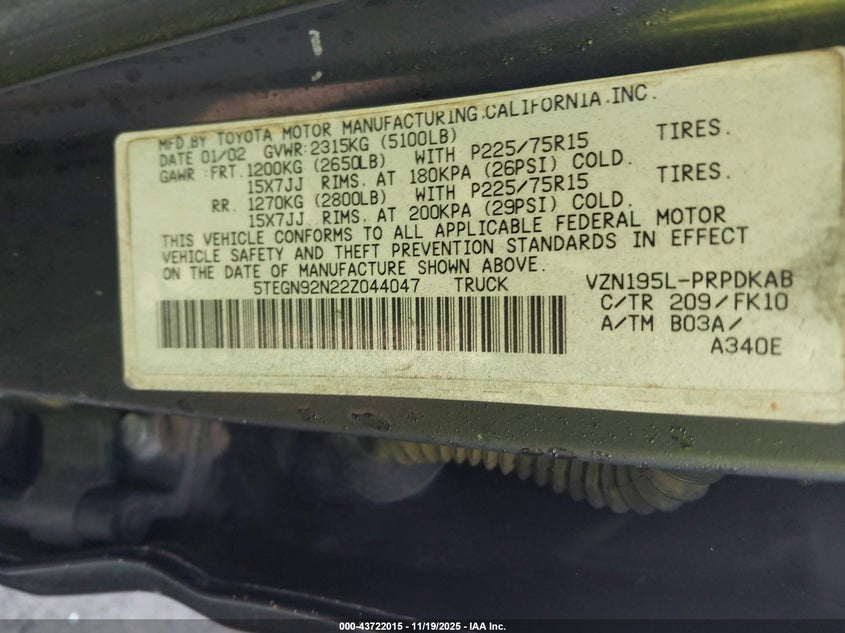 MFD.BY TOYOTA MOTOR MANUFACTURING.CALIFORNIA.INC.
DATE 01/02 GVWR:2315KG (5100LB)
GAWR:FRT.1200KG (2650LB) WITH P225/75R15 TIRES.
15X7JJ RIMS. AT 180KPA (26PSI) COLD.
RR. 1270KG (2800LB) WITH P225/75R15 TIRES.
15X7JJ RIMS. AT 200KPA (29PSI) COLD.
THIS VEHICLE CONFORMS TO ALL APPLICABLE FEDERAL MOTOR
VEHICLE SAFETY AND THEFT PREVENTION STANDARDS IN EFFECT
ON THE DATE OF MANUFACTURE SHOWN ABOVE.
5TEGN92N22Z044047 TRUCK VZN195L-PRPDKAB
C/TR 209/FK10
A/TM B03A/
A340E
000-43722015 - 11/19/2025 - IAA Inc.